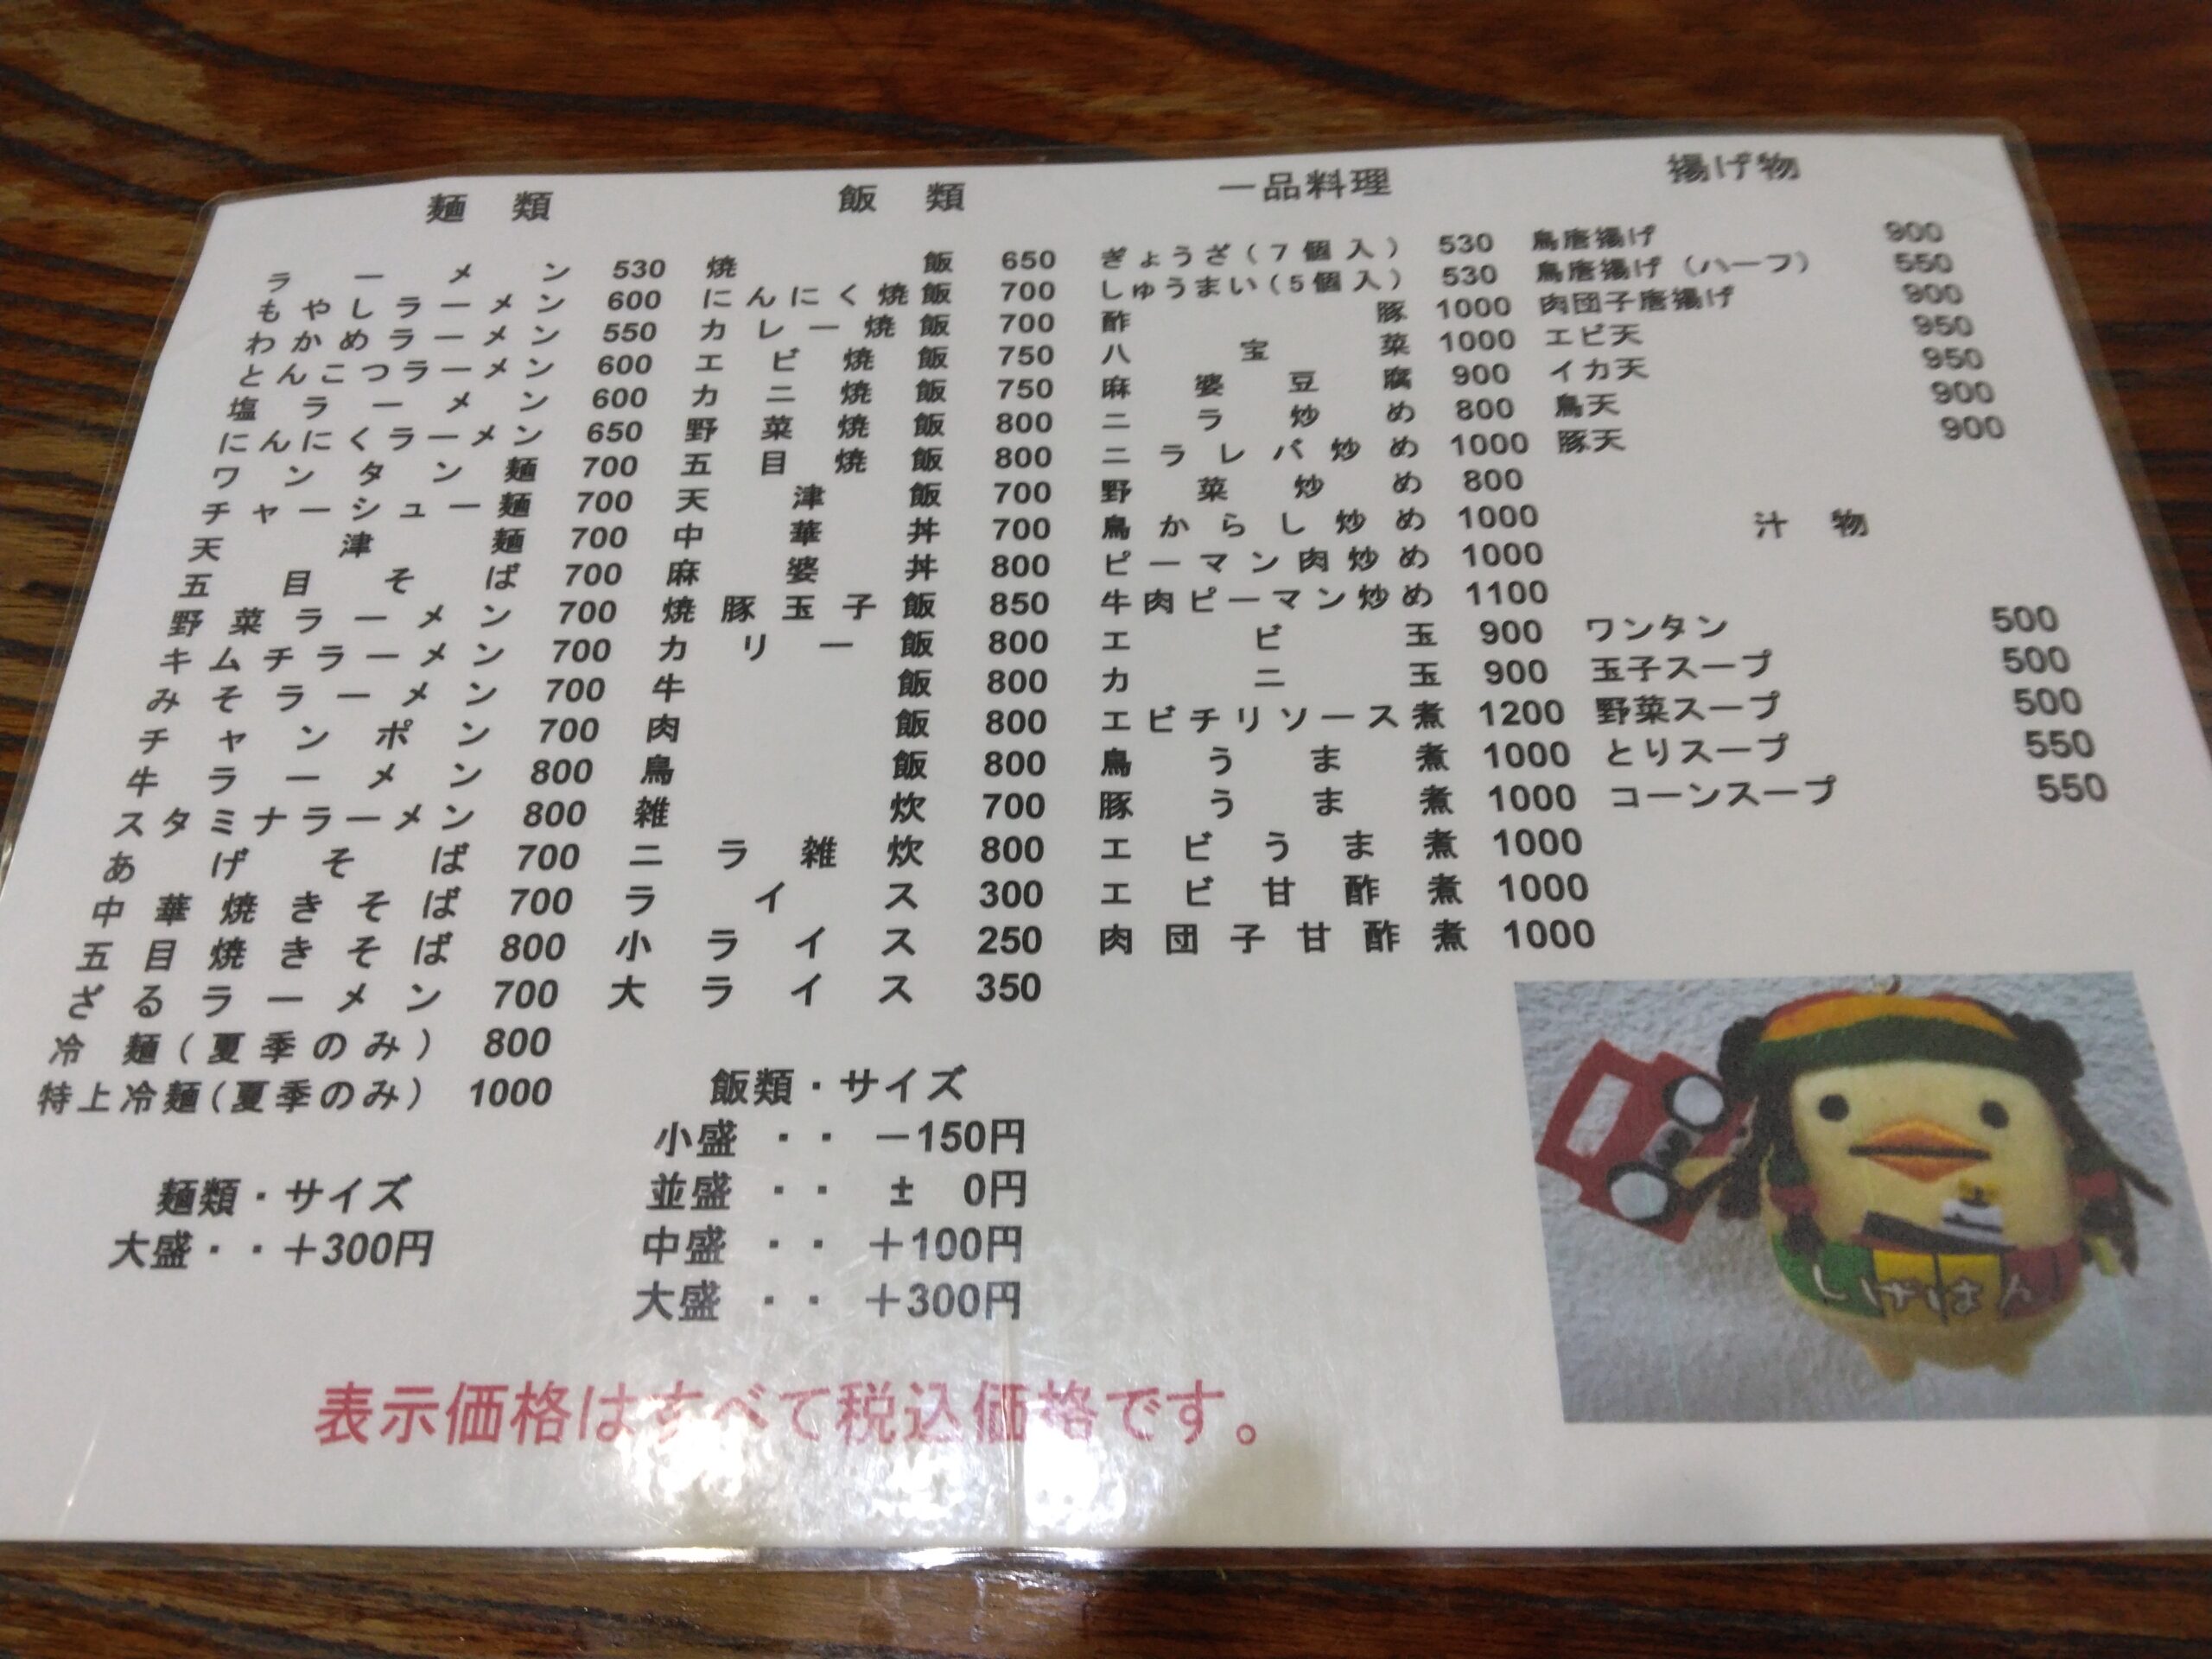 麺類
ラーメン 530
もやしラーメン 600
わかめラーメン 550
とんこつラーメン 600
塩ラーメン 600
にんにくラーメン 650
ワンタン麺 700
チャーシュー麺 700
天津麺 700
五目そば 700
野菜ラーメン 700
キムチラーメン 700
みそラーメン 700
チャンポン 700
牛ラーメン 800
スタミナラーメン 800
あげそば 700
中華焼きそば 700
五目焼きそば 800
ざるラーメン 700
冷麺(夏季のみ) 800
特上冷麺(夏季のみ) 1000
麺類・サイズ
大盛・・＋300円
飯類
焼飯 650
にんにく焼飯 700
カレー焼飯 700
エビ焼飯 750
カニ焼飯 750
野菜焼飯 800
五目焼飯 800
天津飯 700
中華丼 700
麻婆丼 800
焼豚玉子飯 850
カリー飯 800
牛飯 800
肉飯 800
鳥飯 800
雑炊 700
ニラ雑炊 800
ライス 300
小ライス 250
大ライス 350
飯類・サイズ
小盛・・－150円
並盛・・± 0円
中盛・・＋100円
大盛・・＋300円
一品料理
ぎょうざ(7個入) 530
しゅうまい(5個入) 530
酢豚 1000
八宝菜 1000
麻婆豆腐 900
ニラ炒め 800
ニラレバ炒め 1000
野菜炒め 800
鳥からし炒め 1000
ピーマン肉炒め 1000
牛肉ピーマン炒め 1100
エビ玉 900
カニ玉 900
エビチリソース煮 1200
鳥うま煮 1000
豚うま煮 1000
エビうま煮 1000
エビ甘酢煮 1000
肉団子甘酢煮 1000
揚げ物
鳥唐揚げ 900
鳥唐揚げ（ハーフ） 550
肉団子唐揚げ 900
エビ天 950
イカ天 950
鳥天 900
豚天 900
汁物
ワンタン 500
玉子スープ 500
野菜スープ 500
とりスープ 550
コーンスープ 550
しげはん
表示価格はすべて税込価格です。